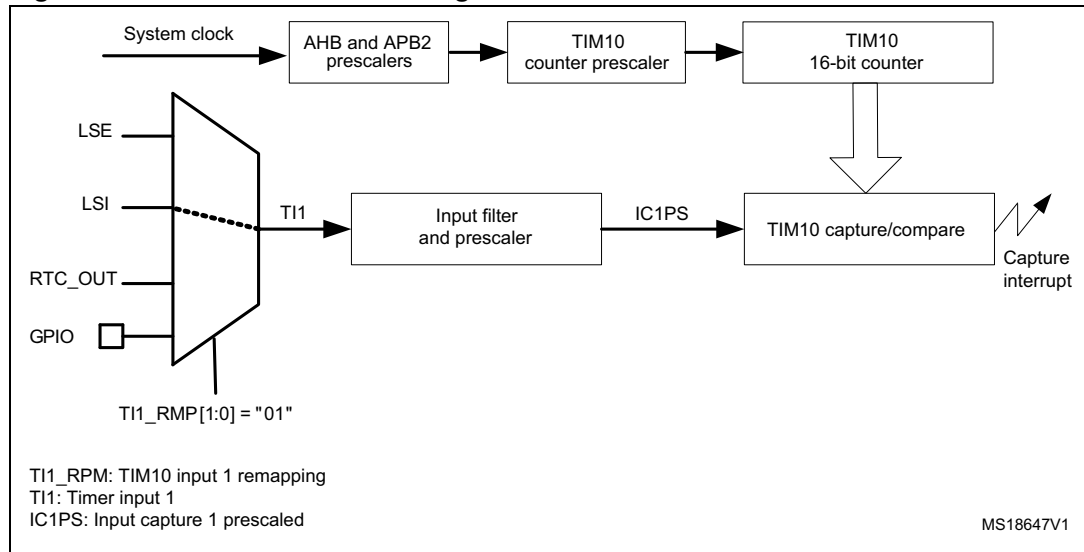 System clock
AHB and APB2
prescalers
TIM10
counter prescaler
TIM10
16-bit counter
LSE
LSI
RTC_OUT
GPIO
TI1
Input filter
and prescaler
IC1PS
TIM10 capture/compare
Capture
interrupt
TI1_RMP[1:0] = "01"
TI1_RPM: TIM10 input 1 remapping
TI1: Timer input 1
IC1PS: Input capture 1 prescaled
MS18647V1